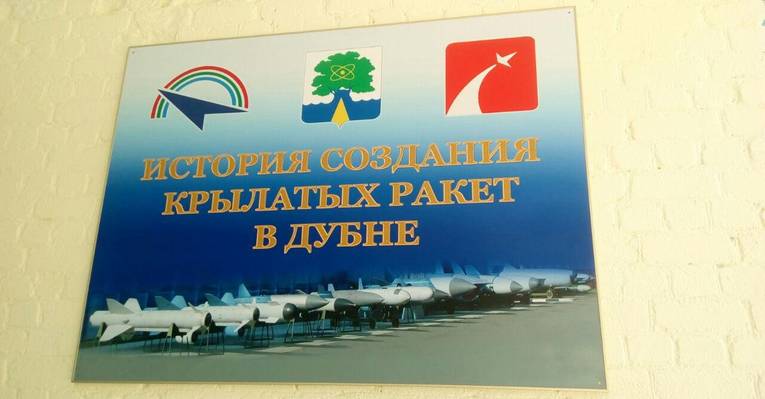 ИСТОРИЯ СОЗДАНИЯ
КРЫЛАТЫХ РАКЕТ
В ДУБНЕ